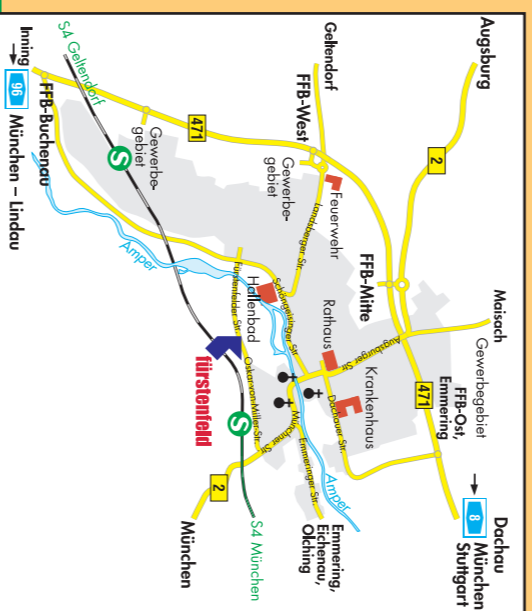 Augsburg
Geltendorf
S4 Geltendorf
Inning
96
München – Lindau
FFB-Buchenau
FFB-West
2
471
Gewerbe-
gebiet
S
Gewerbe-
gebiet
Feuerwehr
Landsberger Str.
FFB-Mitte
Maisach
Gewerbegebiet
FFB-Ost,
Emmering
471
Dachau
München
Stuttgart
8
Amper
Fürstenfelder Str.
Schöngeisinger Str.
Hallenbad
Rathaus
Augsburger Str.
Krankenhaus
Dachauer Str.
fürstenfeld
Oskar-von-Miller-Str.
S
Münchner Str.
Emmeringer Str.
Amper
Emmering,
Eichenau,
Olching
2
München
S4 München